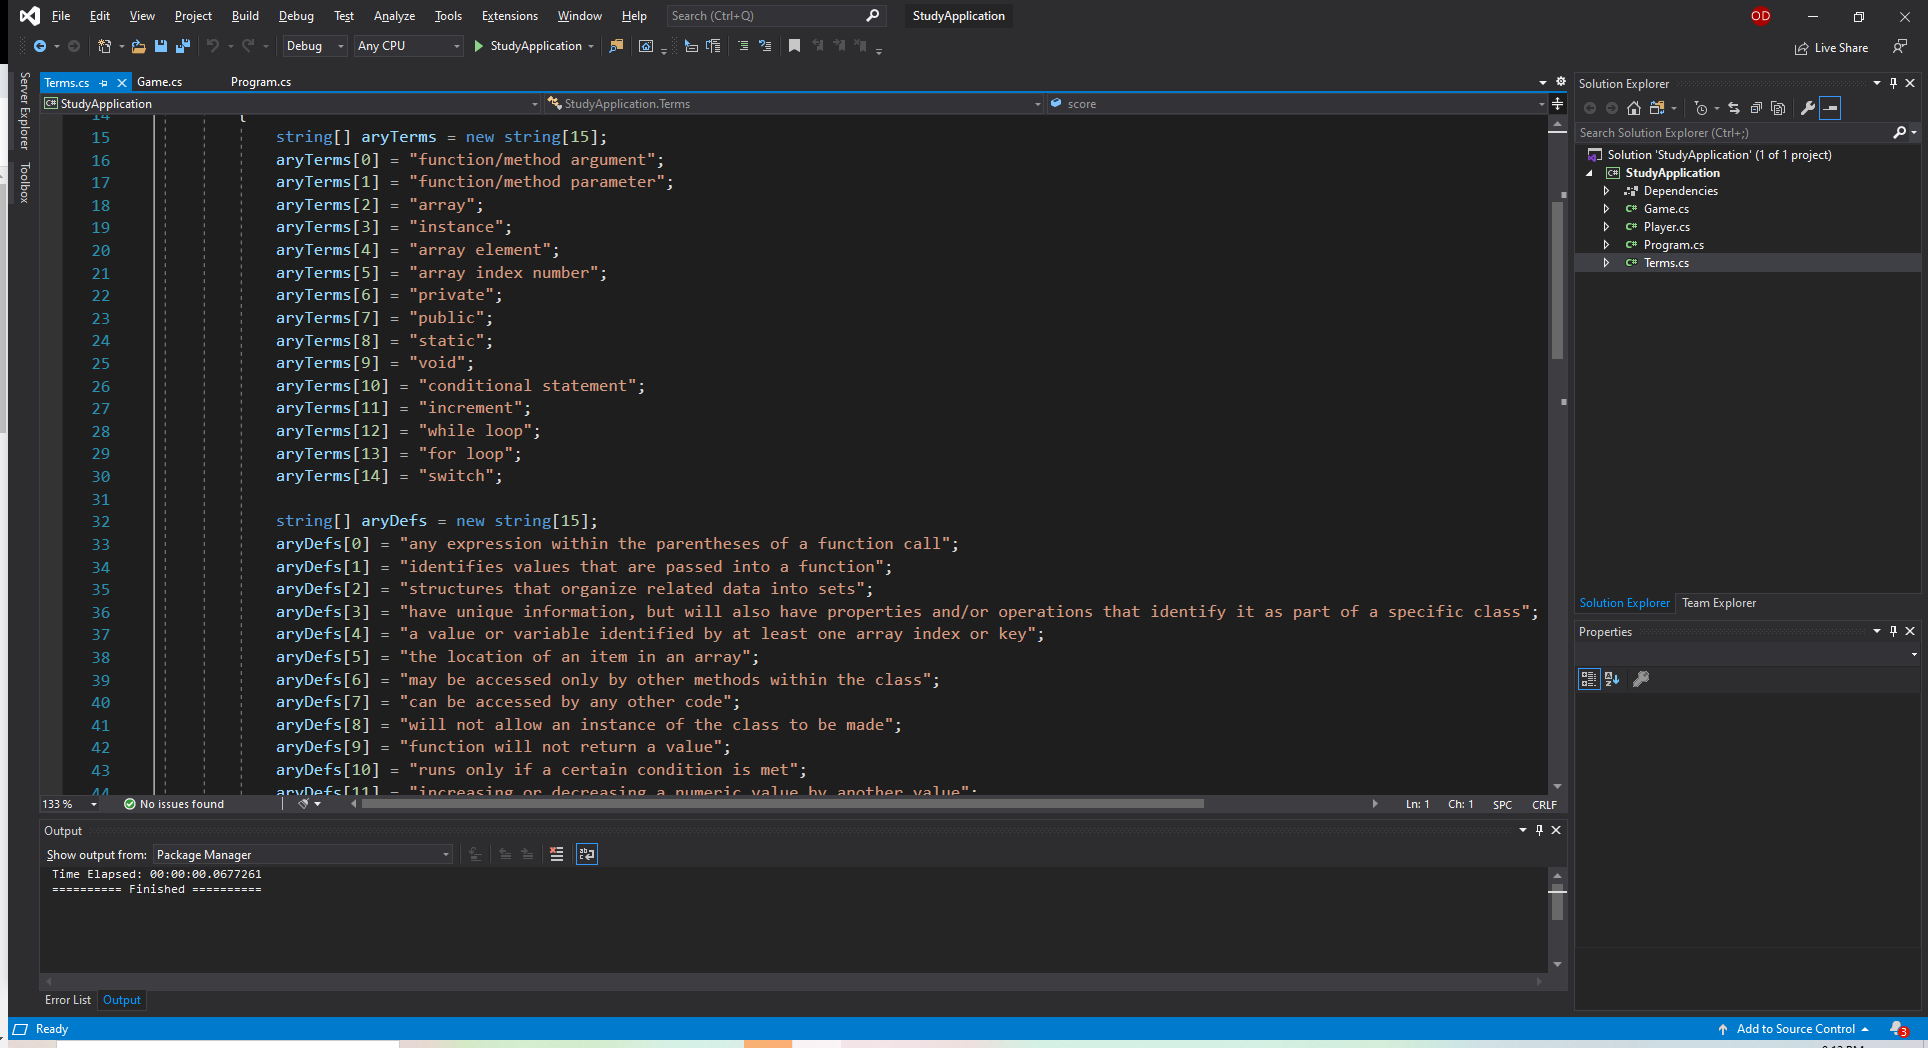 File Edit View Project Build Debug Test Analyze Tools Extensions Window Help Search (Ctrl+Q) StudyApplication OD
Debug Any CPU StudyApplication Live Share
Server Explorer
Toolbox
Terms.cs Game.cs Program.cs
StudyApplication StudyApplication.Terms score
14 {
15 string[] aryTerms = new string[15];
16 aryTerms[0] = "function/method argument";
17 aryTerms[1] = "function/method parameter";
18 aryTerms[2] = "array";
19 aryTerms[3] = "instance";
20 aryTerms[4] = "array element";
21 aryTerms[5] = "array index number";
22 aryTerms[6] = "private";
23 aryTerms[7] = "public";
24 aryTerms[8] = "static";
25 aryTerms[9] = "void";
26 aryTerms[10] = "conditional statement";
27 aryTerms[11] = "increment";
28 aryTerms[12] = "while loop";
29 aryTerms[13] = "for loop";
30 aryTerms[14] = "switch";
31
32 string[] aryDefs = new string[15];
33 aryDefs[0] = "any expression within the parentheses of a function call";
34 aryDefs[1] = "identifies values that are passed into a function";
35 aryDefs[2] = "structures that organize related data into sets";
36 aryDefs[3] = "have unique information, but will also have properties and/or operations that identify it as part of a specific class";
37 aryDefs[4] = "a value or variable identified by at least one array index or key";
38 aryDefs[5] = "the location of an item in an array";
39 aryDefs[6] = "may be accessed only by other methods within the class";
40 aryDefs[7] = "can be accessed by any other code";
41 aryDefs[8] = "will not allow an instance of the class to be made";
42 aryDefs[9] = "function will not return a value";
43 aryDefs[10] = "runs only if a certain condition is met";
44 aryDefs[11] = "increasing or decreasing a numeric value by another value";
133 % No issues found Ln: 1 Ch: 1 SPC CRLF
Output
Show output from: Package Manager
Time Elapsed: 00:00:00.0677261
========== Finished ==========
Error List Output
Solution Explorer
Search Solution Explorer (Ctrl+;)
Solution 'StudyApplication' (1 of 1 project)
C# StudyApplication
Dependencies
C# Game.cs
C# Player.cs
C# Program.cs
C# Terms.cs
Solution Explorer Team Explorer
Properties
Ready Add to Source Control 3